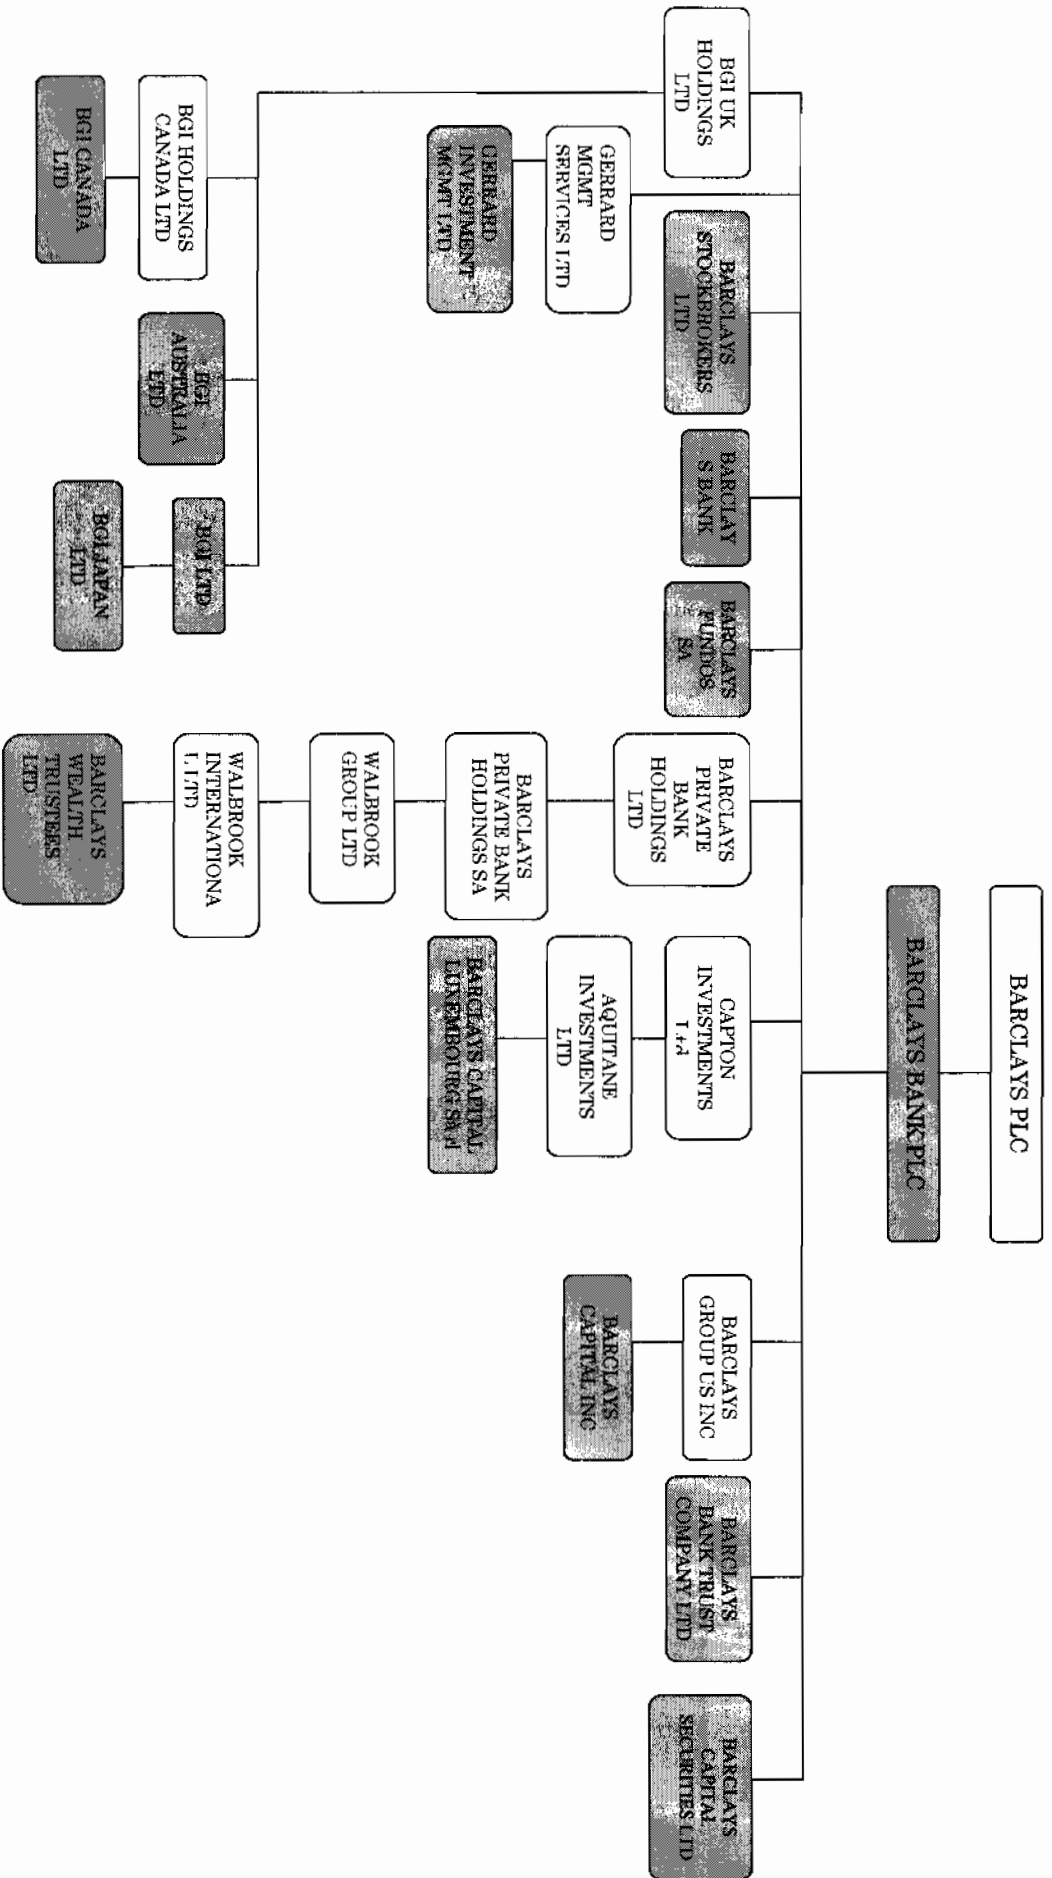 BARCLAYS PLC
BARCLAYS BANK PLC
BGI UK
HOLDINGS
LTD
GERRARD
MGMT
SERVICES LTD
GERRARD
INVESTMENT
MGMT LTD
BARCLAYS
STOCKBROKERS
LTD
BARCLAY
S BANK
BARCLAYS
FUNDOS
SA
BARCLAYS
PRIVATE
BANK
HOLDINGS
LTD
CAPTON
INVESTMENTS
Ltd
BARCLAYS
GROUP US INC
BARCLAYS
BANK TRUST
COMPANY LTD
BARCLAYS
CAPITAL
SECURITIES LTD
BARCLAYS
PRIVATE BANK
HOLDINGS SA
AQUITANE
INVESTMENTS
LTD
BARCLAYS
CAPITAL INC
WALBROOK
GROUP LTD
BARCLAYS CAPITAL
LUXEMBOURG SA rl
BGI HOLDINGS
CANADA LTD
BGI
AUSTRALIA
LTD
BGI LTD
WALBROOK
INTERNATIONA
L LTD
BGI CANADA
LTD
BGI JAPAN
LTD
BARCLAYS
WEALTH
TRUSTEES
LTD